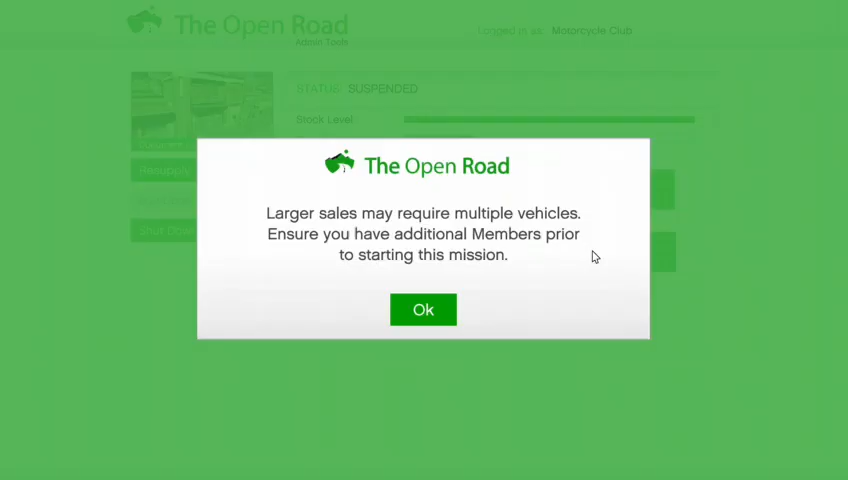 The Open Road
Admin Tools
Logged in as: Motorcycle Club
STATUS: SUSPENDED
Stock Level:
Resupply
Shut Down
The Open Road
Larger sales may require multiple vehicles.
Ensure you have additional Members prior
to starting this mission.
Ok